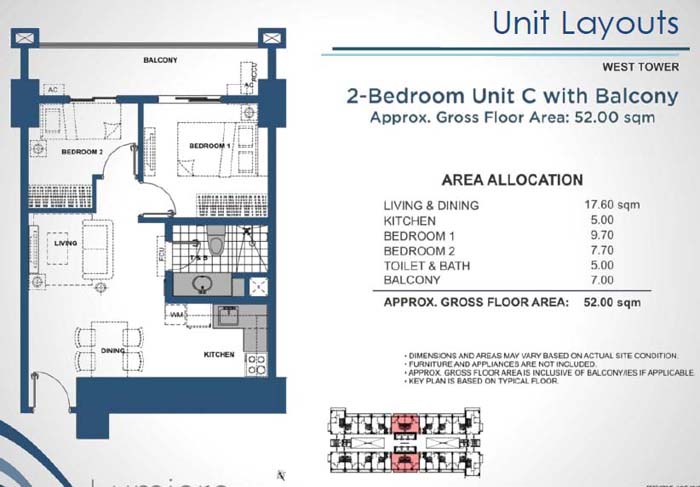 Unit Layouts
WEST TOWER
2-Bedroom Unit C with Balcony
Approx. Gross Floor Area: 52.00 sqm
AREA ALLOCATION
LIVING & DINING 17.60 sqm
KITCHEN 5.00
BEDROOM 1 9.70
BEDROOM 2 7.70
TOILET & BATH 5.00
BALCONY 7.00
APPROX. GROSS FLOOR AREA: 52.00 sqm
• DIMENSIONS AND AREAS MAY VARY BASED ON ACTUAL SITE CONDITION.
• FURNITURE AND APPLIANCES ARE NOT INCLUDED.
• APPROX. GROSS FLOOR AREA IS INCLUSIVE OF BALCONY/IES IF APPLICABLE.
• KEY PLAN IS BASED ON TYPICAL FLOOR.
BALCONY
ACCU
AC
AC
BEDROOM 2
BEDROOM 1
LIVING
FCU
T & B
WM
DINING
KITCHEN